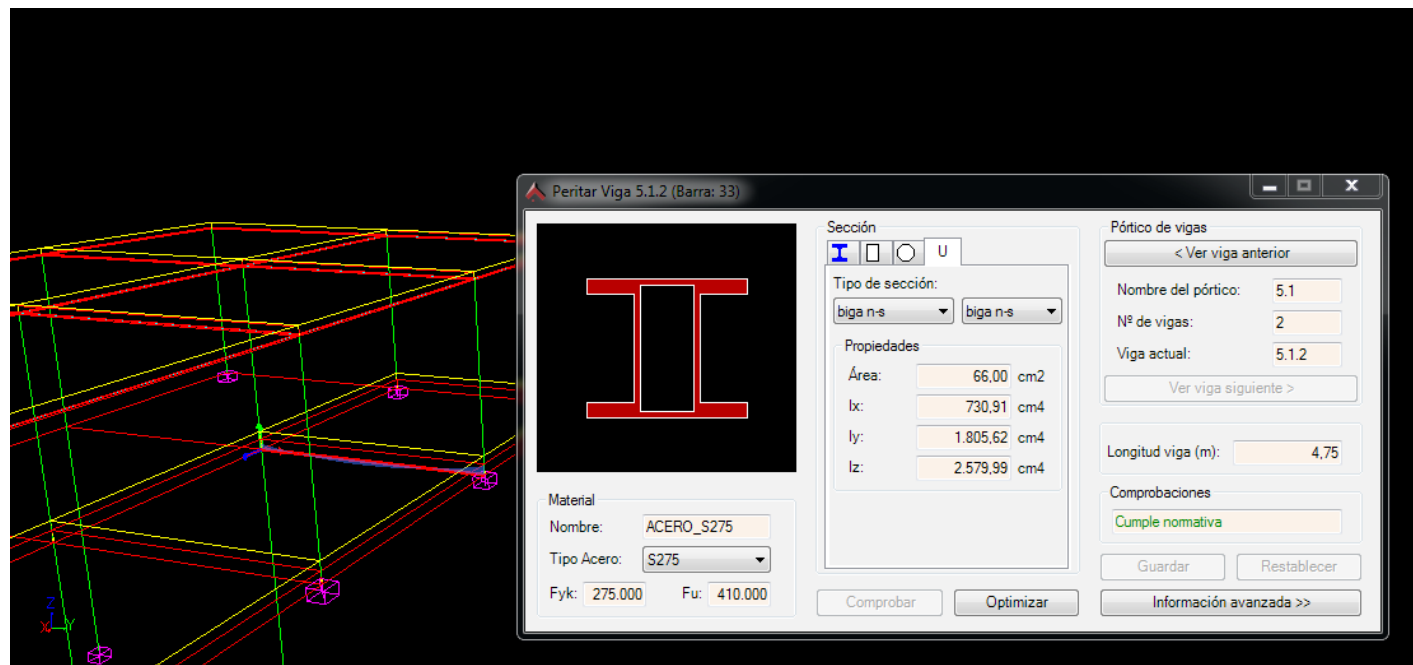 Peritar Viga 5.1.2 (Barra: 33)
Sección
U
Tipo de sección:
biga n-s biga n-s
Propiedades
Área: 66,00 cm2
Ix: 730,91 cm4
Iy: 1.805,62 cm4
Iz: 2.579,99 cm4
Comprobar Optimizar
Material
Nombre: ACERO_S275
Tipo Acero: S275
Fyk: 275.000 Fu: 410.000
Pórtico de vigas
< Ver viga anterior
Nombre del pórtico: 5.1
Nº de vigas: 2
Viga actual: 5.1.2
Ver viga siguiente >
Longitud viga (m): 4,75
Comprobaciones
Cumple normativa
Guardar Restablecer
Información avanzada >>
Z
X Y